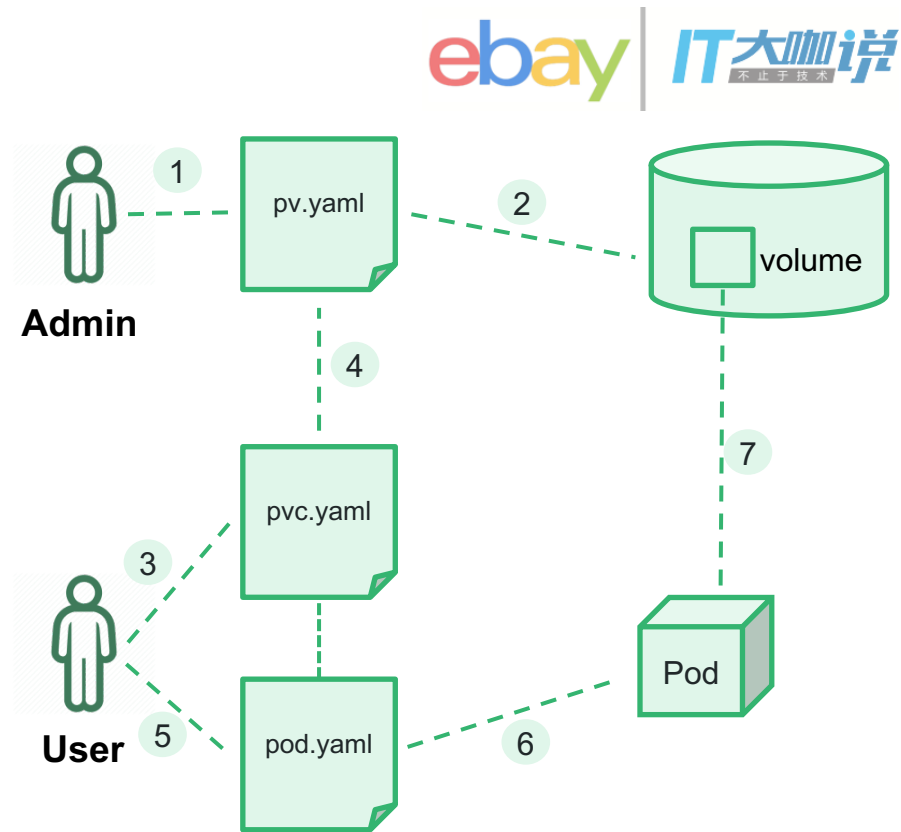 ebay
IT大咖说
不止于技术
1
pv.yaml
2
volume
Admin
4
7
pvc.yaml
3
Pod
User
5
pod.yaml
6